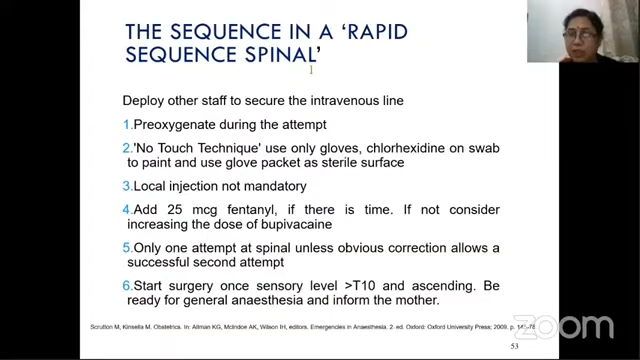 THE SEQUENCE IN A 'RAPID
SEQUENCE SPINAL'
Deploy other staff to secure the intravenous line
1.Preoxygenate during the attempt
2.'No Touch Technique' use only gloves, chlorhexidine on swab
to paint and use glove packet as sterile surface
3.Local injection not mandatory
4.Add 25 mcg fentanyl, if there is time. If not consider
increasing the dose of bupivacaine
5.Only one attempt at spinal unless obvious correction allows a
successful second attempt
6.Start surgery once sensory level >T10 and ascending. Be
ready for general anaesthesia and inform the mother.
Scrutton M, Kinsella M. Obstetrics. In: Allman KG, McIndoe AK, Wilson IH, editors. Emergencies in Anaesthesia. 2. ed. Oxford: Oxford University Press; 2009. p.
zoom
53